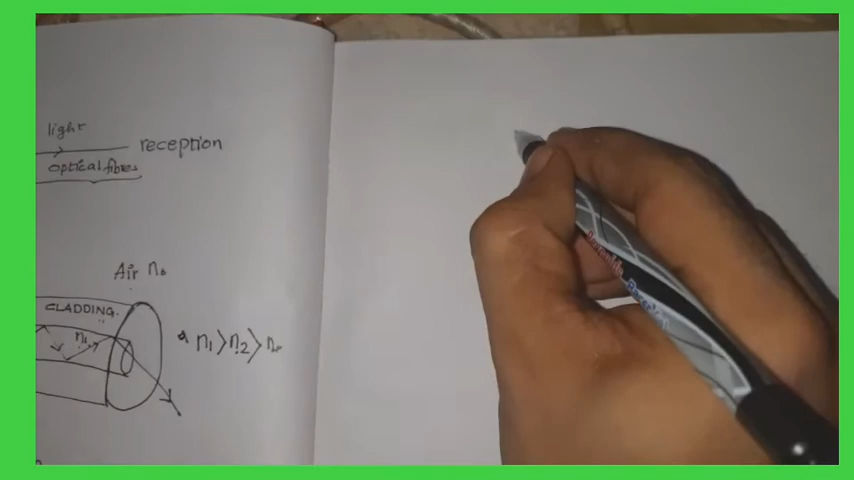 light
reception
optical fibres
Air n₀
CLADDING.
n₁
n₁ > n₂ > n₀